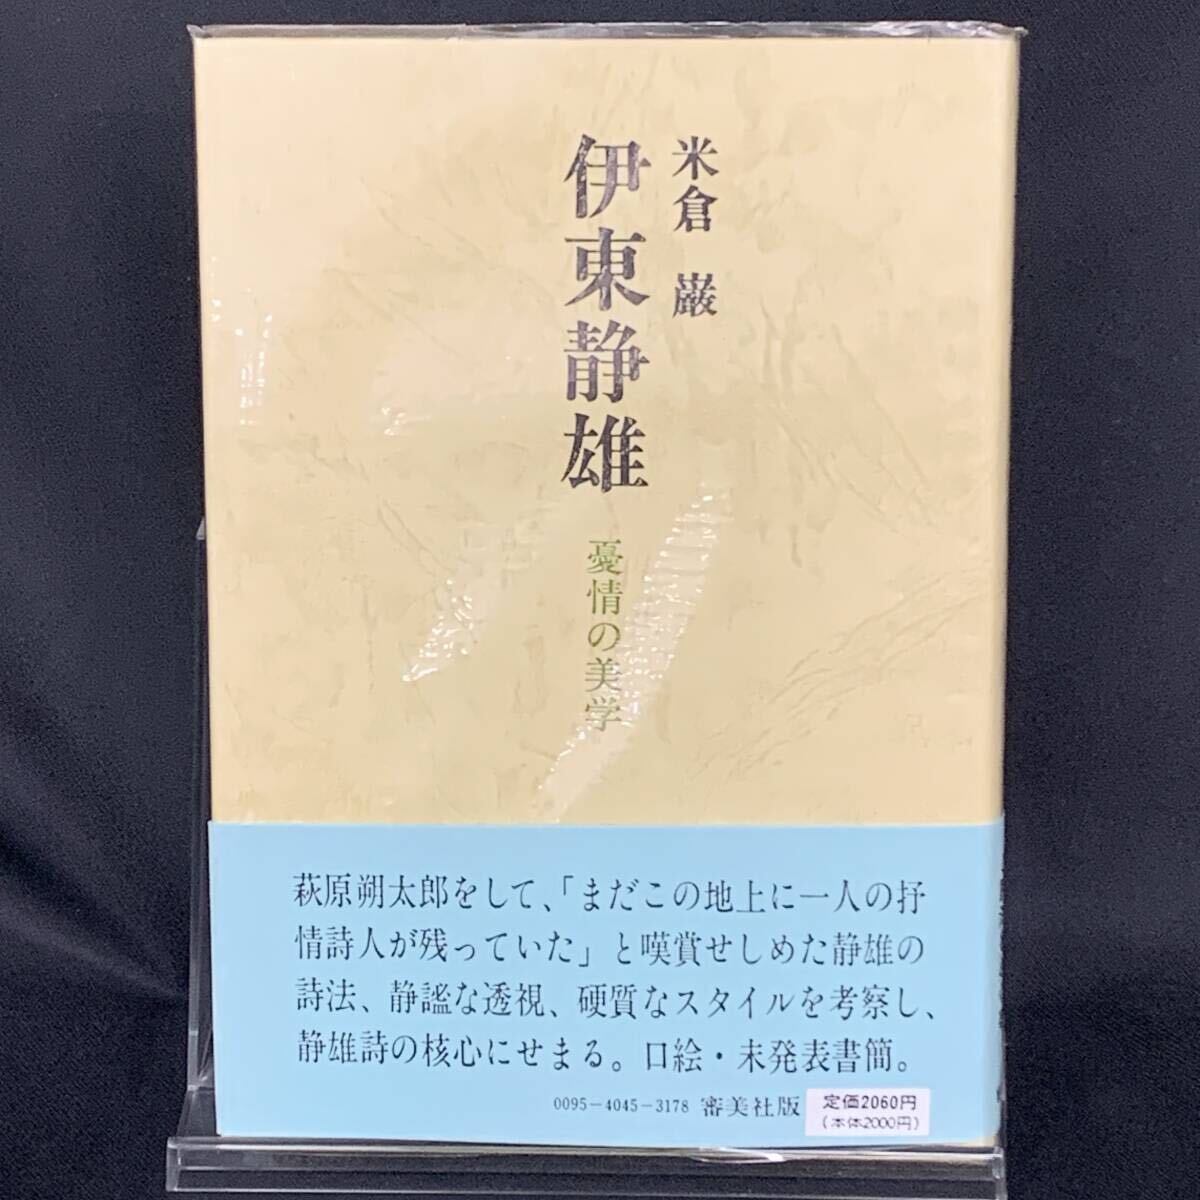 米倉 巌
伊東静雄
憂情の美学
萩原朔太郎をして、「まだこの地上に一人の抒
情詩人が残っていた」と嘆賞せしめた静雄の
詩法、静謐な透視、硬質なスタイルを考察し、
静雄詩の核心にせまる。口絵・未発表書簡。
0095-4045-3178 審美社版
定価2060円
(本体2000円)